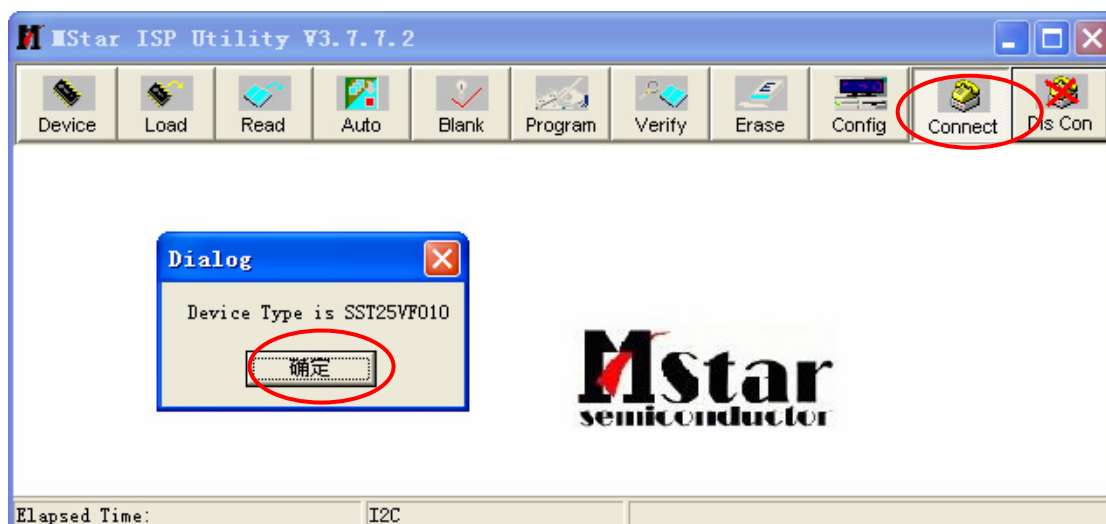 MStar ISP Utility V3.7.7.2
Device Load Read Auto Blank Program Verify Erase Config Connect Dis Con
Dialog
Device Type is SST25VF010
确定
MStar
semiconductor
Elapsed Time: I2C